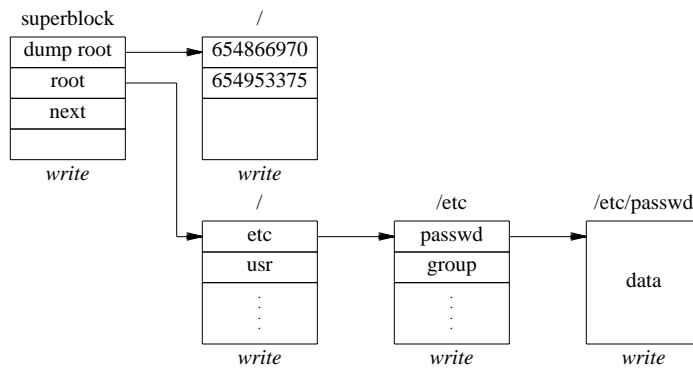 superblock
/
dump root
654866970
root
654953375
next
write
write
/
/etc
/etc/passwd
etc
passwd
usr
group
data
write
write
write